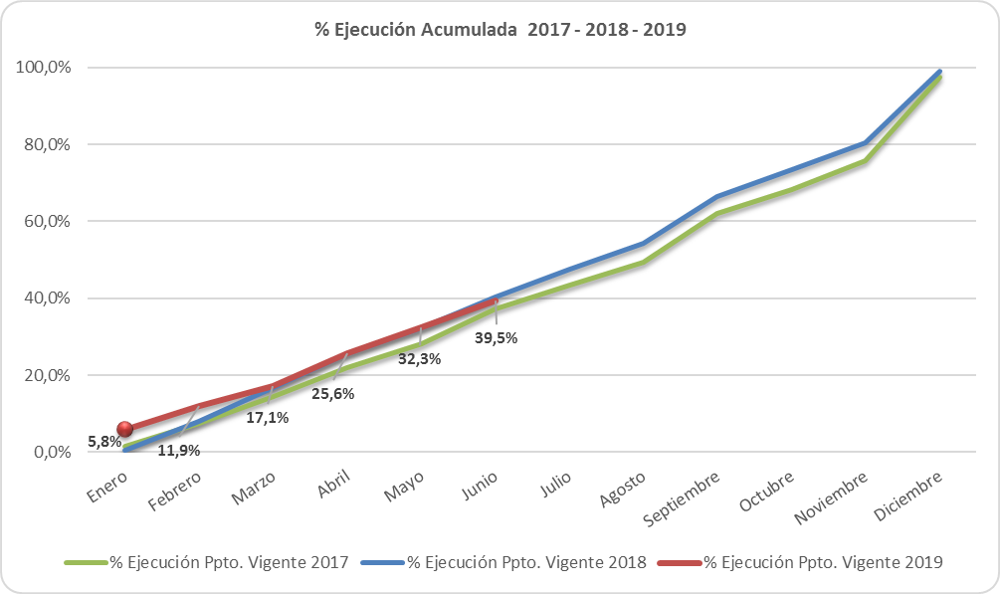 % Ejecución Acumulada 2017 - 2018 - 2019
100,0%
80,0%
60,0%
40,0%
20,0%
0,0%
5,8%
11,9%
17,1%
25,6%
32,3%
39,5%
Enero
Febrero
Marzo
Abril
Mayo
Junio
Julio
Agosto
Septiembre
Octubre
Noviembre
Diciembre
% Ejecución Ppto. Vigente 2017
% Ejecución Ppto. Vigente 2018
% Ejecución Ppto. Vigente 2019